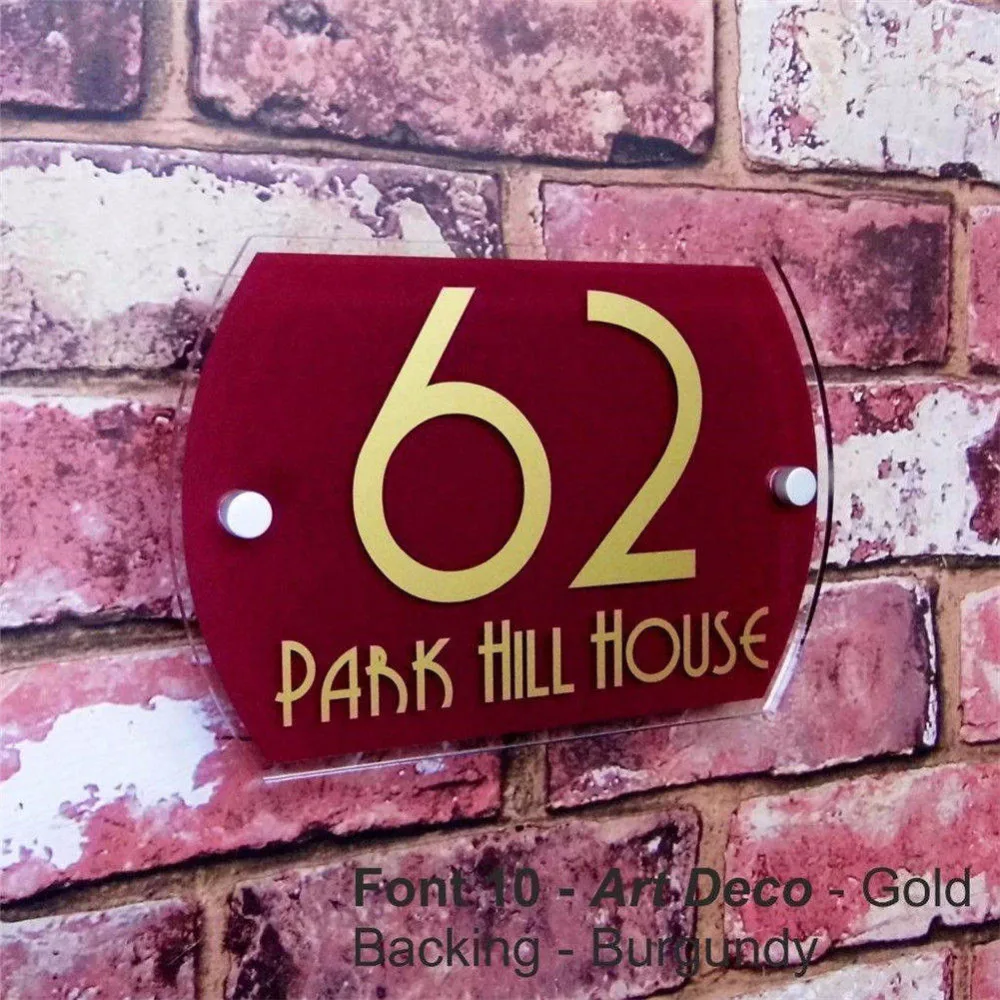 62
PARK HILL HOUSE
Font 10 - Art Deco - Gold
Backing - Burgundy